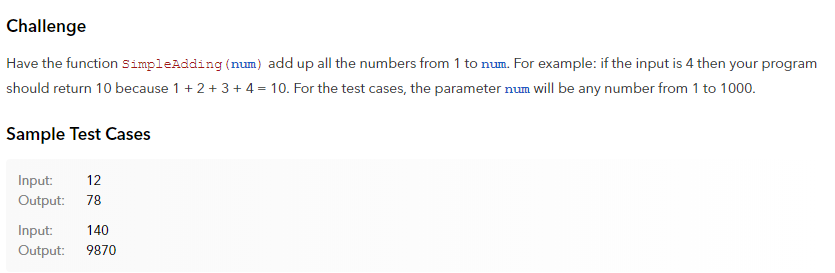 Challenge
Have the function SimpleAdding(num) add up all the numbers from 1 to num. For example: if the input is 4 then your program
should return 10 because 1 + 2 + 3 + 4 = 10. For the test cases, the parameter num will be any number from 1 to 1000.
Sample Test Cases
Input: 12
Output: 78
Input: 140
Output: 9870